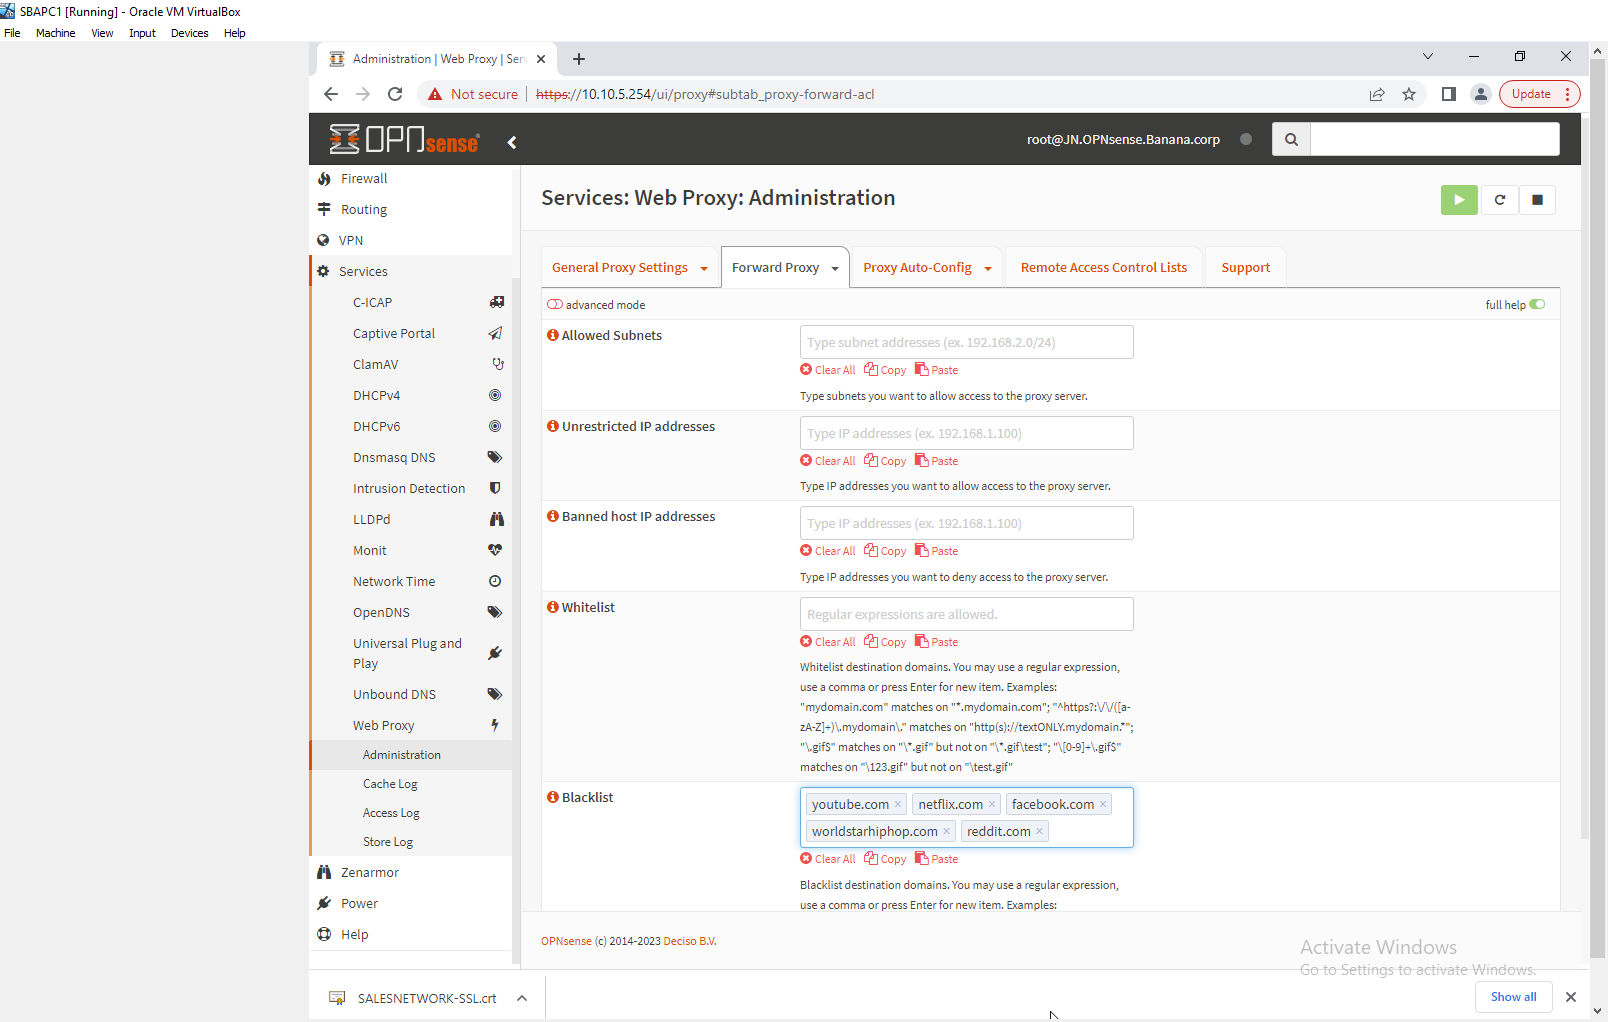 SBAPC1 [Running] - Oracle VM VirtualBox
File Machine View Input Devices Help
Administration | Web Proxy | Ser
Not secure https://10.10.5.254/ui/proxy#subtab_proxy-forward-acl
Update
OPNsense
root@JN.OPNsense.Banana.corp
Firewall
Routing
VPN
Services
C-ICAP
Captive Portal
ClamAV
DHCPv4
DHCPv6
Dnsmasq DNS
Intrusion Detection
LLDPd
Monit
Network Time
OpenDNS
Universal Plug and
Play
Unbound DNS
Web Proxy
Administration
Cache Log
Access Log
Store Log
Zenarmor
Power
Help
Services: Web Proxy: Administration
General Proxy Settings Forward Proxy Proxy Auto-Config Remote Access Control Lists Support
advanced mode full help
Allowed Subnets
Type subnet addresses (ex. 192.168.2.0/24)
Clear All Copy Paste
Type subnets you want to allow access to the proxy server.
Unrestricted IP addresses
Type IP addresses (ex. 192.168.1.100)
Clear All Copy Paste
Type IP addresses you want to allow access to the proxy server.
Banned host IP addresses
Type IP addresses (ex. 192.168.1.100)
Clear All Copy Paste
Type IP addresses you want to deny access to the proxy server.
Whitelist
Regular expressions are allowed.
Clear All Copy Paste
Whitelist destination domains. You may use a regular expression,
use a comma or press Enter for new item. Examples:
"mydomain.com" matches on "*.mydomain.com"; "^https?:\/\/([a-
zA-Z]+)\.mydomain\." matches on "http(s)://textONLY.mydomain.*";
"\.gif$" matches on "\*.gif" but not on "\*.gif\test"; "\[0-9]+\.gif$"
matches on "\123.gif" but not on "\test.gif"
Blacklist
youtube.com × netflix.com × facebook.com ×
worldstarhiphop.com × reddit.com ×
Clear All Copy Paste
Blacklist destination domains. You may use a regular expression,
use a comma or press Enter for new item. Examples:
OPNsense (c) 2014-2023 Deciso B.V.
Activate Windows
Go to Settings to activate Windows.
SALESNETWORK-SSL.crt
Show all